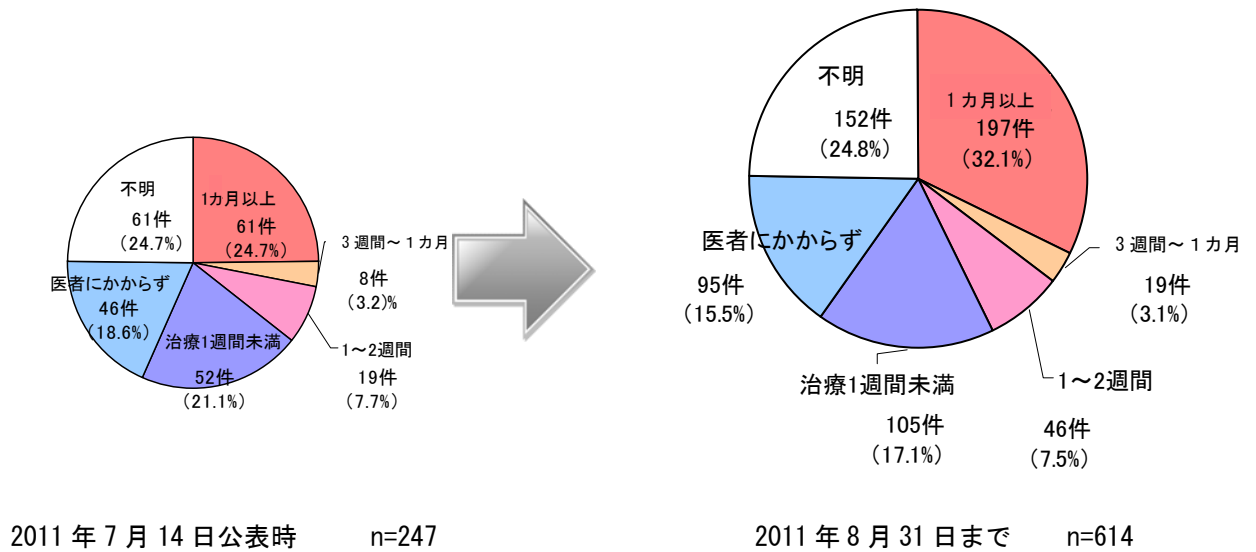 不明
61件
(24.7%)
1カ月以上
61件
(24.7%)
3週間～1カ月
8件
(3.2)%
1～2週間
19件
(7.7%)
治療1週間未満
52件
(21.1%)
医者にかからず
46件
(18.6%)
2011年7月14日公表時 n=247
不明
152件
(24.8%)
1カ月以上
197件
(32.1%)
3週間～1カ月
19件
(3.1%)
1～2週間
46件
(7.5%)
治療1週間未満
105件
(17.1%)
医者にかからず
95件
(15.5%)
2011年8月31日まで n=614